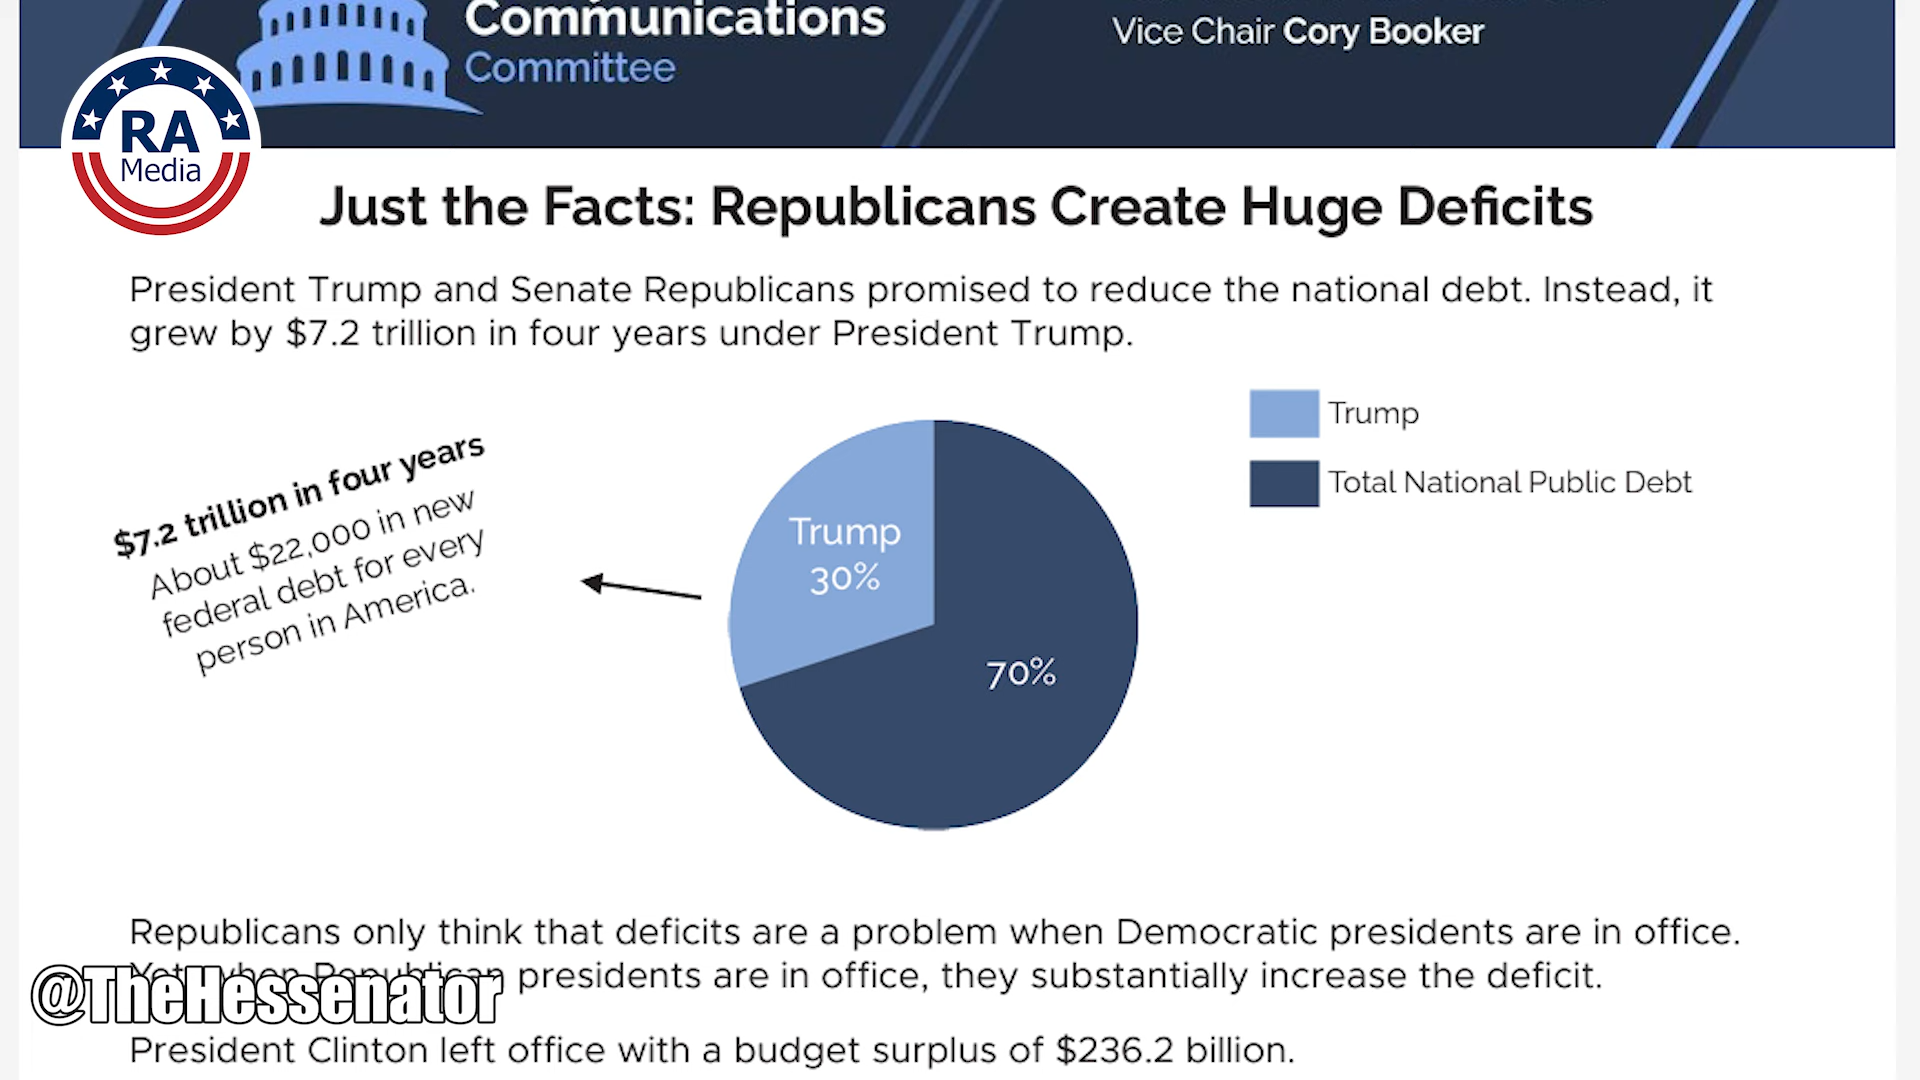 Communications
Committee
Vice Chair Cory Booker
RA
Media
Just the Facts: Republicans Create Huge Deficits
President Trump and Senate Republicans promised to reduce the national debt. Instead, it
grew by $7.2 trillion in four years under President Trump.
Trump
Total National Public Debt
$7.2 trillion in four years
About $22,000 in new
federal debt for every
person in America.
Trump
30%
70%
Republicans only think that deficits are a problem when Democratic presidents are in office.
Yet when Republican presidents are in office, they substantially increase the deficit.
@TheHessenator
President Clinton left office with a budget surplus of $236.2 billion.